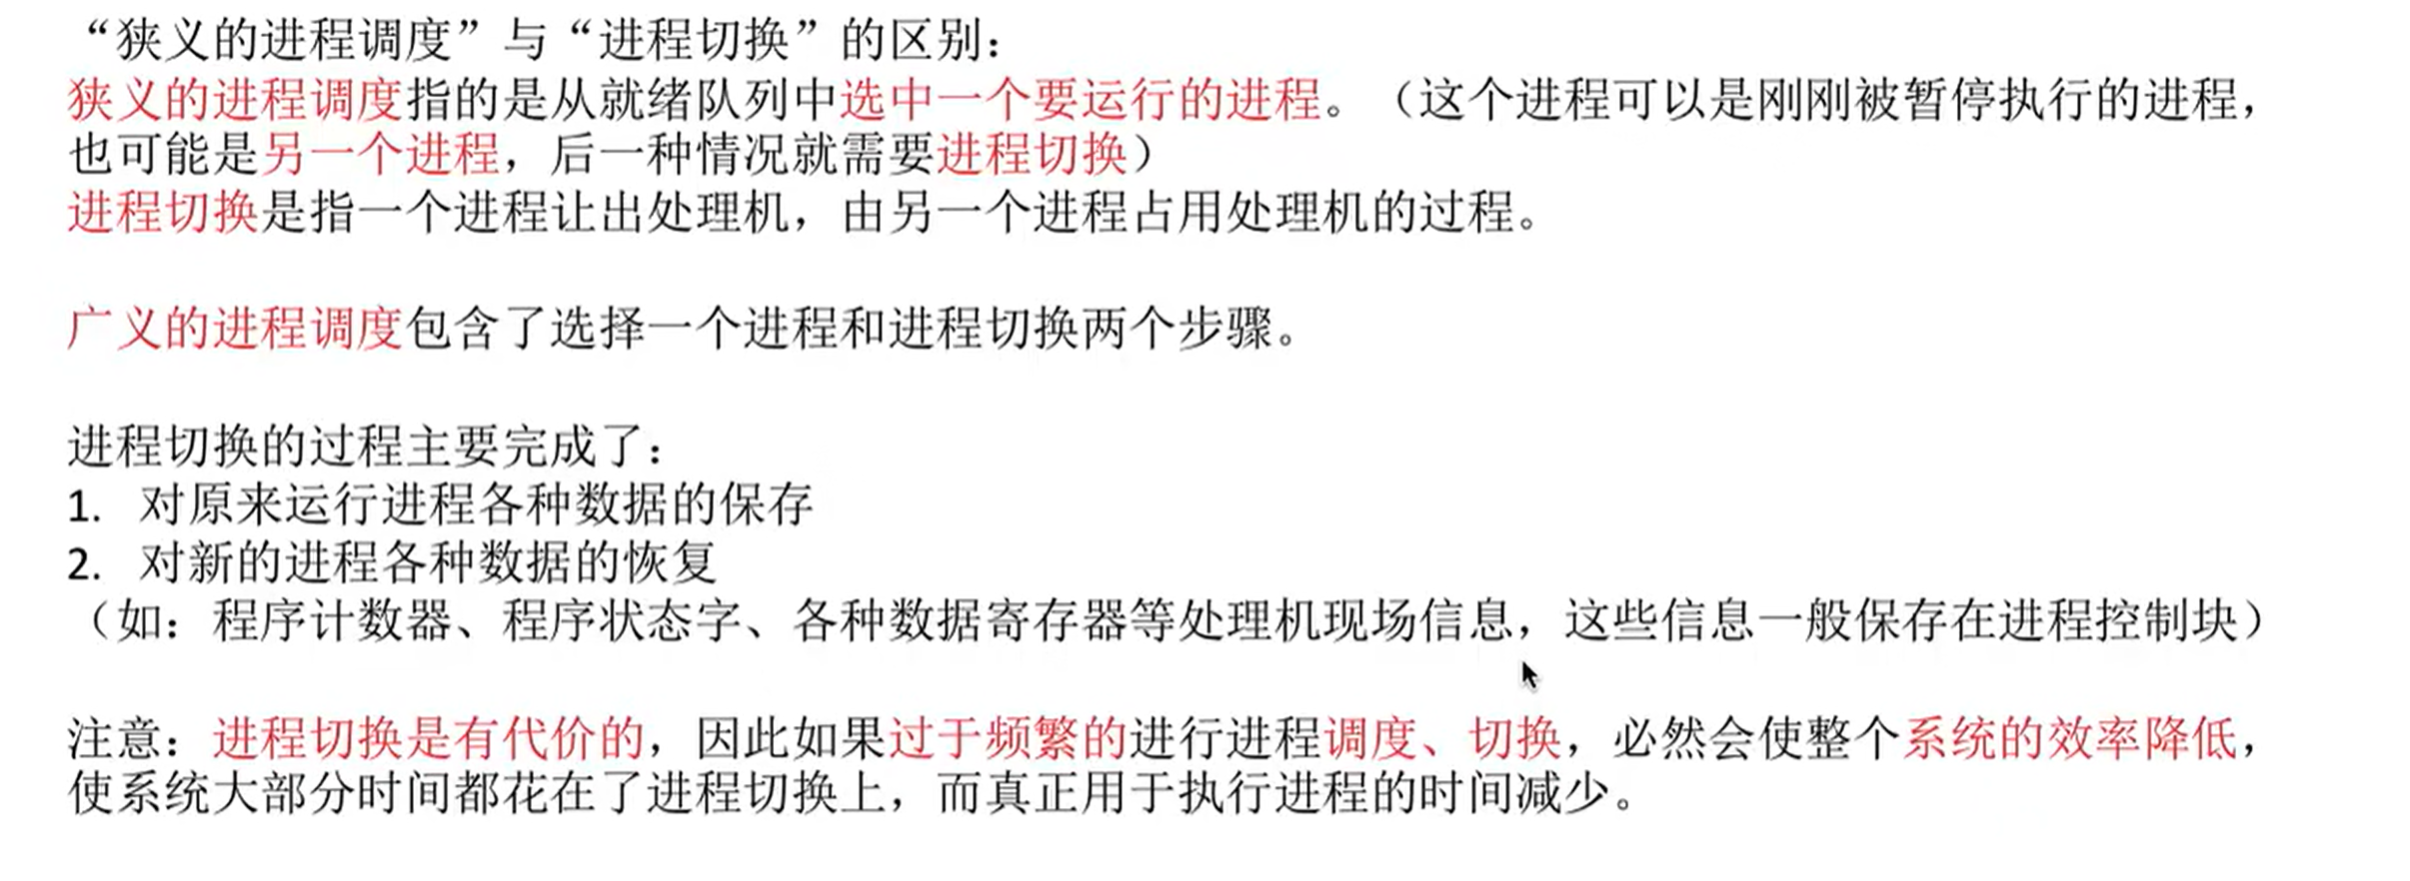 “狭义的进程调度”与“进程切换”的区别：
狭义的进程调度指的是从就绪队列中选中一个要运行的进程。（这个进程可以是刚刚被暂停执行的进程，
也可能是另一个进程，后一种情况就需要进程切换）
进程切换是指一个进程让出处理机，由另一个进程占用处理机的过程。
广义的进程调度包含了选择一个进程和进程切换两个步骤。
进程切换的过程主要完成了：
1. 对原来运行进程各种数据的保存
2. 对新的进程各种数据的恢复
（如：程序计数器、程序状态字、各种数据寄存器等处理机现场信息，这些信息一般保存在进程控制块）
注意：进程切换是有代价的，因此如果过于频繁的进行进程调度、切换，必然会使整个系统的效率降低，
使系统大部分时间都花在了进程切换上，而真正用于执行进程的时间减少。